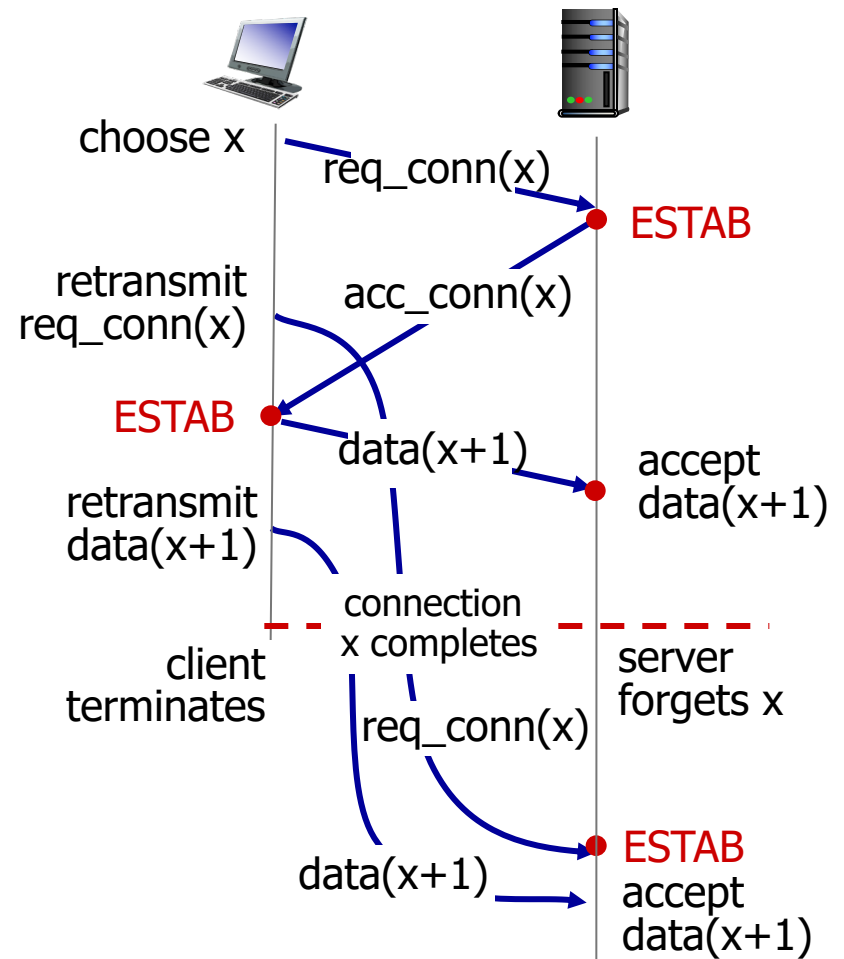 choose x
req_conn(x)
ESTAB
retransmit
req_conn(x)
acc_conn(x)
ESTAB
data(x+1)
accept
data(x+1)
retransmit
data(x+1)
connection
x completes
client
terminates
server
forgets x
req_conn(x)
ESTAB
data(x+1)
accept
data(x+1)